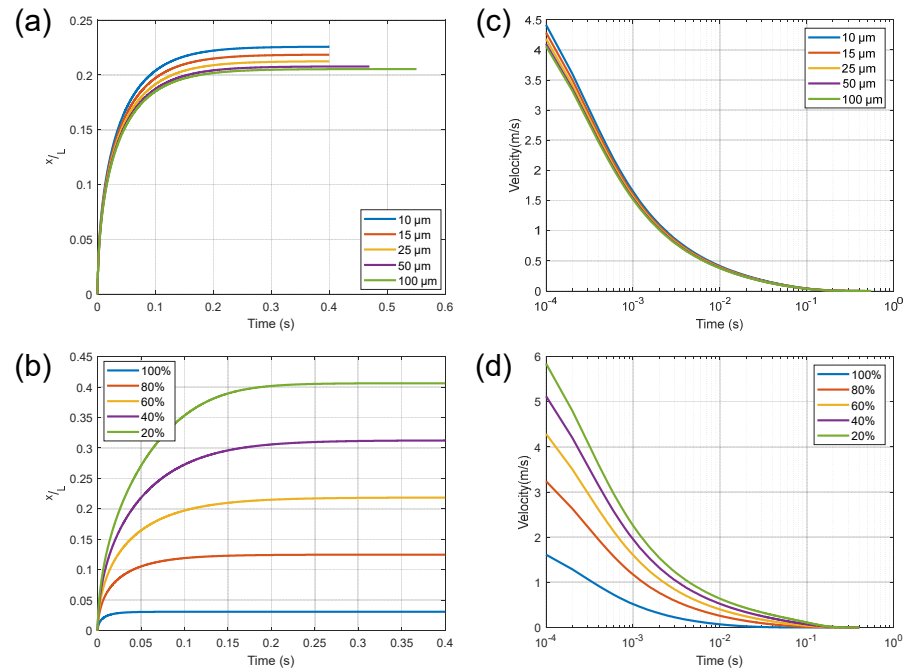 (a)
0.25
0.2
0.15
0.1
0.05
0
x/L
0 0.1 0.2 0.3 0.4 0.5 0.6
Time (s)
10 µm
15 µm
25 µm
50 µm
100 µm
(c)
4.5
4
3.5
3
2.5
2
1.5
1
0.5
0
Velocity(m/s)
10⁻⁴ 10⁻³ 10⁻² 10⁻¹ 10⁰
Time (s)
10 µm
15 µm
25 µm
50 µm
100 µm
(b)
0.45
0.4
0.35
0.3
0.25
0.2
0.15
0.1
0.05
0
x/L
0 0.05 0.1 0.15 0.2 0.25 0.3 0.35 0.4
Time (s)
100%
80%
60%
40%
20%
(d)
6
5
4
3
2
1
0
Velocity(m/s)
10⁻⁴ 10⁻³ 10⁻² 10⁻¹ 10⁰
Time (s)
100%
80%
60%
40%
20%